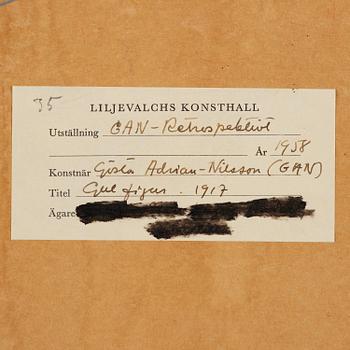 35
LILJEVALCHS KONSTHALL
Utställning GAN-Retrospektivt
År 1958
Konstnär Gösta Adrian-Nilsson (GAN)
Titel Gul figur. 1917
Ägare